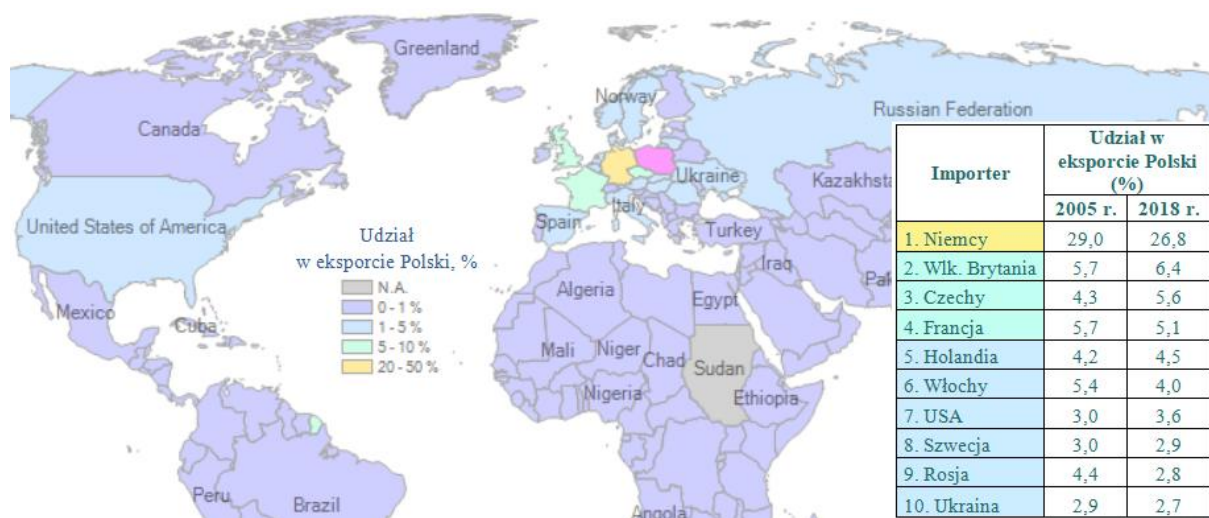 Greenland
Norway
Russian Federation
Canada
Ukraine
Kazakhsta
United States of America
Spain
Italy
Turkey
Iraq
Pak
Mexico
Cuba
Algeria
Egypt
Mali
Niger
Chad
Sudan
Nigeria
Ethiopia
Peru
Brazil
Angola
Udział
w eksporcie Polski, %
N.A.
0 - 1 %
1 - 5 %
5 - 10 %
20 - 50 %
Importer
Udział w
eksporcie Polski
(%)
2005 r. 2018 r.
1. Niemcy 29,0 26,8
2. Wlk. Brytania 5,7 6,4
3. Czechy 4,3 5,6
4. Francja 5,7 5,1
5. Holandia 4,2 4,5
6. Włochy 5,4 4,0
7. USA 3,0 3,6
8. Szwecja 3,0 2,9
9. Rosja 4,4 2,8
10. Ukraina 2,9 2,7